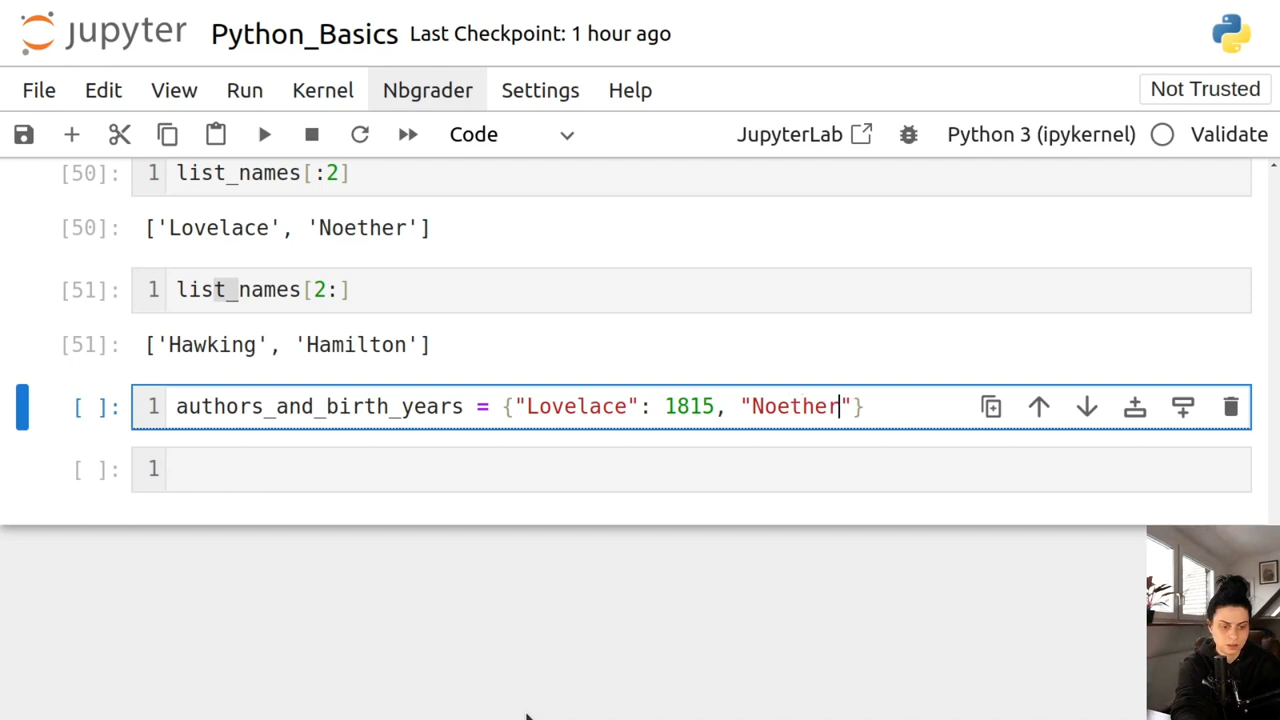 jupyter Python_Basics Last Checkpoint: 1 hour ago
Not Trusted
File Edit View Run Kernel Nbgrader Settings Help
Code JupyterLab Python 3 (ipykernel) Validate
[50]: 1 list_names[:2]
[50]: ['Lovelace', 'Noether']
[51]: 1 list_names[2:]
[51]: ['Hawking', 'Hamilton']
[ ]: 1 authors_and_birth_years = {"Lovelace": 1815, "Noether"}
[ ]: 1